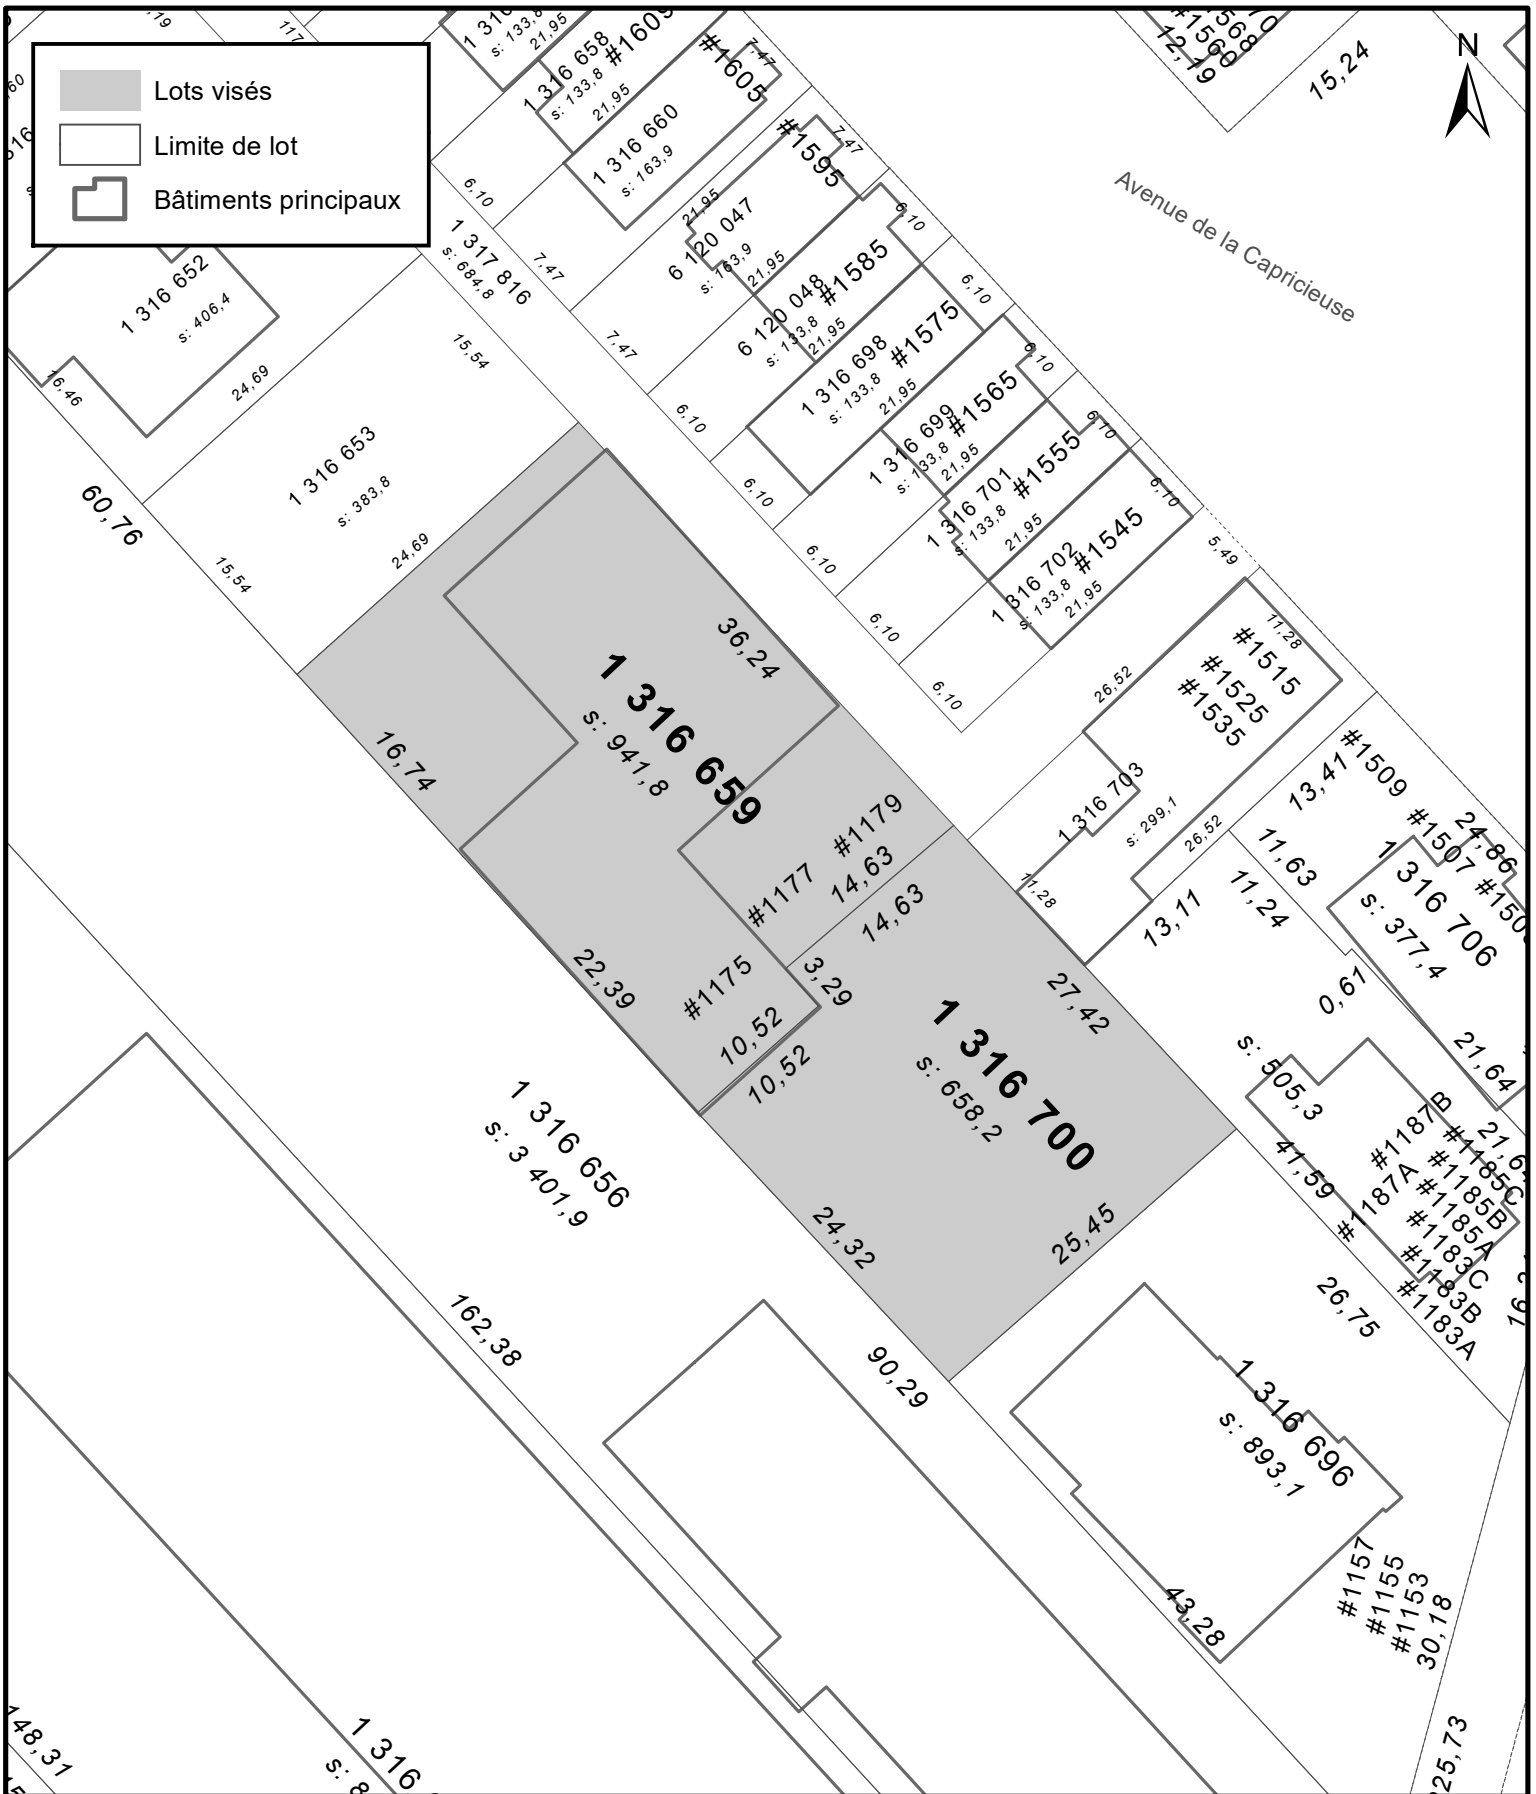 Lots visés
Limite de lot
Bâtiments principaux
N
Avenue de la Capricieuse
117
12,19
15,24
1 316 658
s: 133,8
#1609
21,95
21,95
s: 133,8
#1605
7,47
1 316 660
s: 163,9
#1595
7,47
21,95
6 120 047
s: 163,9
21,95
6,10
#1585
6 120 048
s: 133,8
21,95
6,10
#1575
1 316 698
s: 133,8
21,95
6,10
#1565
1 316 699
s: 133,8
21,95
6,10
#1555
1 316 701
s: 133,8
21,95
6,10
#1545
1 316 702
s: 133,8
21,95
5,49
6,10
1 317 816
s: 684,8
7,47
7,47
6,10
6,10
6,10
6,10
6,10
1 316 652
s: 406,4
16,46
24,69
15,54
1 316 653
s: 383,8
60,76
15,54
24,69
36,24
1 316 659
s: 941,8
16,74
22,39
#1179
#1177
#1175
14,63
14,63
3,29
10,52
10,52
27,42
1 316 700
s: 658,2
24,32
25,45
11,28
#1515
#1525
#1535
26,52
1 316 703
s: 299,1
26,52
11,28
#1509
13,41
#1507
24,86
11,63
11,24
13,11
1 316 706
s: 377,4
0,61
21,64
s: 505,3
41,59
#1187B
#1187A
#1185C
#1185B
#1185A
#1183C
#1183B
#1183A
26,75
1 316 656
s: 3 401,9
162,38
90,29
1 316 696
s: 893,1
43,28
#1157
#1155
#1153
30,18
25,73
148,31
1 316
s: 8